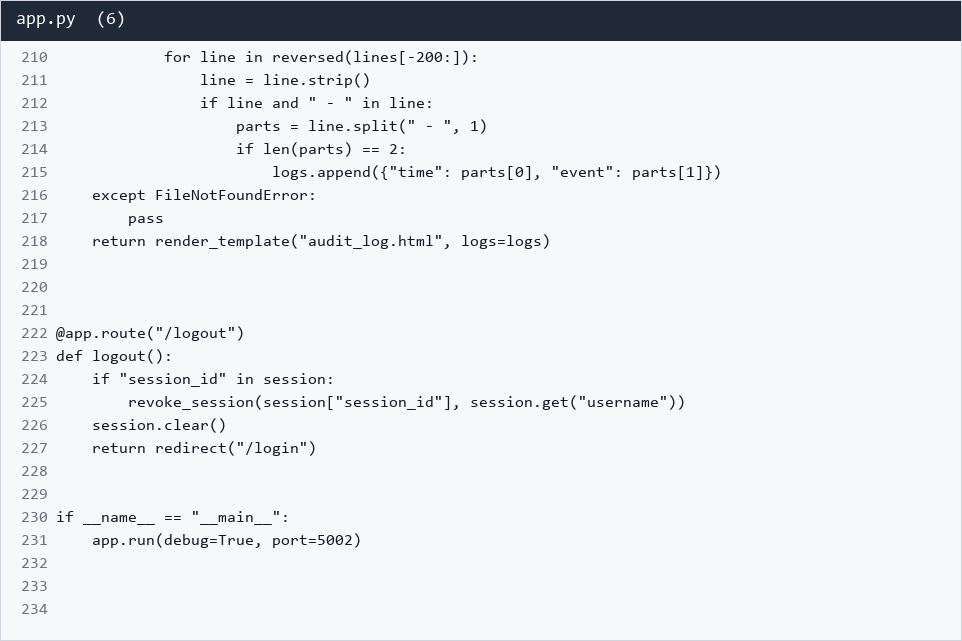 app.py (6)
210             for line in reversed(lines[-200:]):
211                 line = line.strip()
212                 if line and " - " in line:
213                     parts = line.split(" - ", 1)
214                     if len(parts) == 2:
215                         logs.append({"time": parts[0], "event": parts[1]})
216     except FileNotFoundError:
217         pass
218     return render_template("audit_log.html", logs=logs)
219
220
221
222 @app.route("/logout")
223 def logout():
224     if "session_id" in session:
225         revoke_session(session["session_id"], session.get("username"))
226     session.clear()
227     return redirect("/login")
228
229
230 if __name__ == "__main__":
231     app.run(debug=True, port=5002)
232
233
234